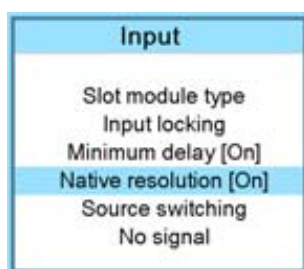 Input
Slot module type
Input locking
Minimum delay [On]
Native resolution [On]
Source switching
No signal